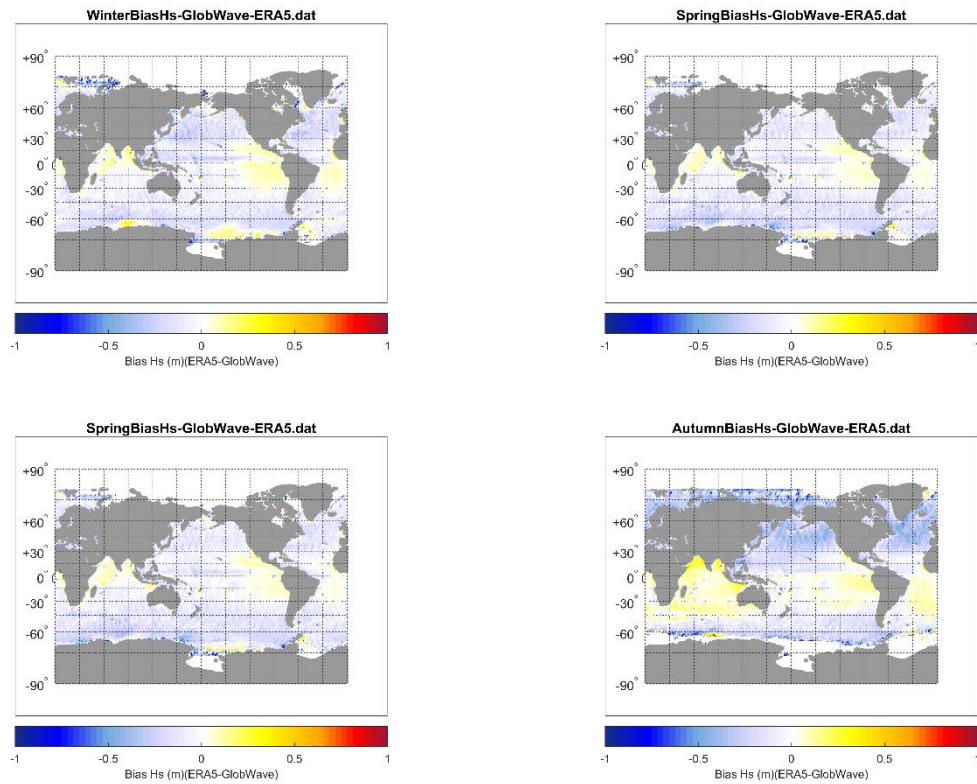 WinterBiasHs-GlobWave-ERA5.dat
+90°
+60°
+30°
0°
-30°
-60°
-90°
-1 -0.5 0 0.5 1
Bias Hs (m)(ERA5-GlobWave)
SpringBiasHs-GlobWave-ERA5.dat
+90°
+60°
+30°
0°
-30°
-60°
-90°
-1 -0.5 0 0.5 1
Bias Hs (m)(ERA5-GlobWave)
SpringBiasHs-GlobWave-ERA5.dat
+90°
+60°
+30°
0°
-30°
-60°
-90°
-1 -0.5 0 0.5 1
Bias Hs (m)(ERA5-GlobWave)
AutumnBiasHs-GlobWave-ERA5.dat
+90°
+60°
+30°
0°
-30°
-60°
-90°
-1 -0.5 0 0.5 1
Bias Hs (m)(ERA5-GlobWave)